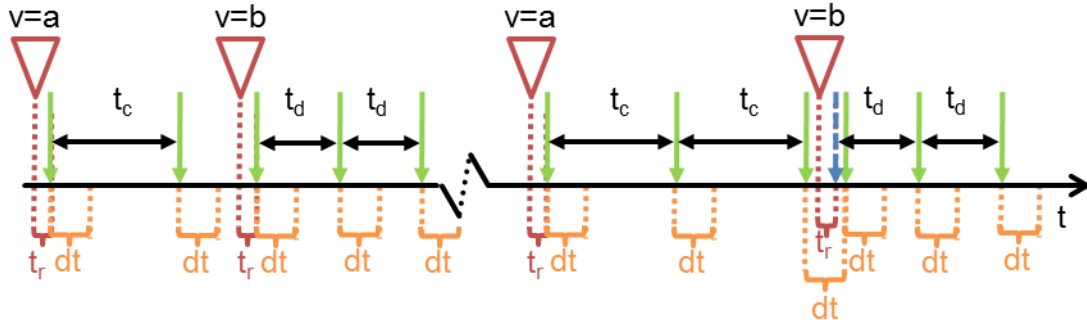 v=a v=b v=a v=b
t_c t_d t_d t_c t_c t_d t_d
t
t_r dt dt t_r dt dt dt t_r dt dt t_r dt dt dt
dt